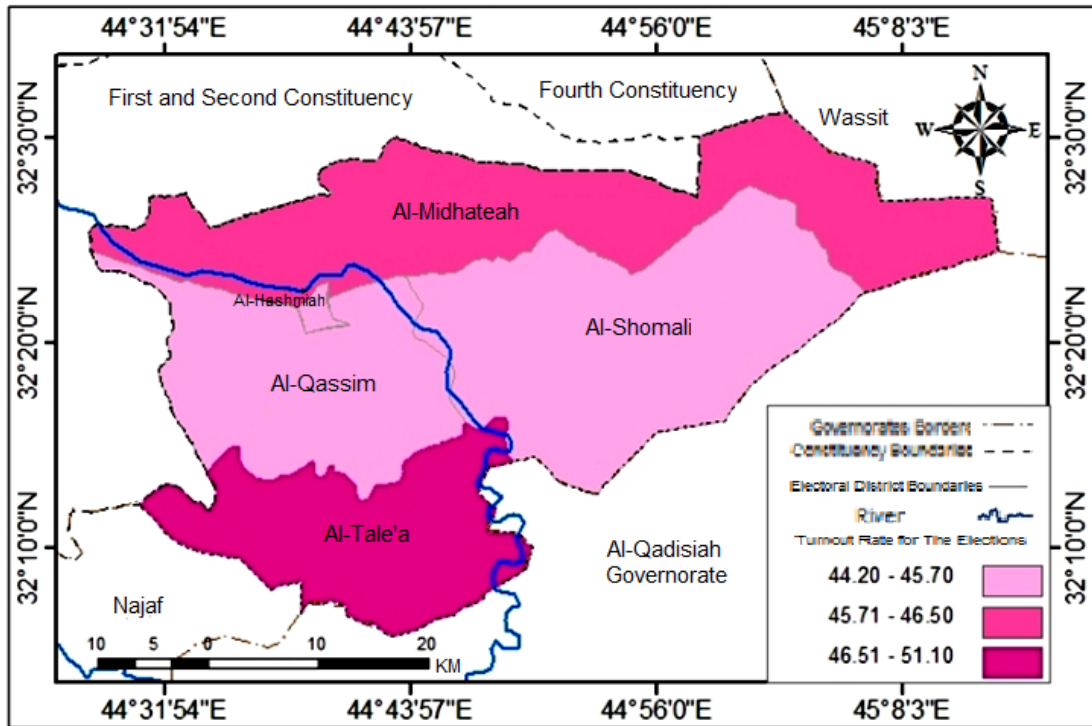 44°31'54"E 44°43'57"E 44°56'0"E 45°8'3"E
32°30'0"N
32°20'0"N
32°10'0"N
First and Second Constituency
Fourth Constituency
Wassit
N
W E
S
Al-Midhateah
Al-Hashmiah
Al-Shomali
Al-Qassim
Al-Tale'a
Al-Qadisiah
Governorate
Najaf
10 5 0 10 20
KM
Governorates Borders
Constituency Boundaries
Electoral District Boundaries
River
Turnout Rate for The Elections
44.20 - 45.70
45.71 - 46.50
46.51 - 51.10
32°30'0"N
32°20'0"N
32°10'0"N
44°31'54"E 44°43'57"E 44°56'0"E 45°8'3"E